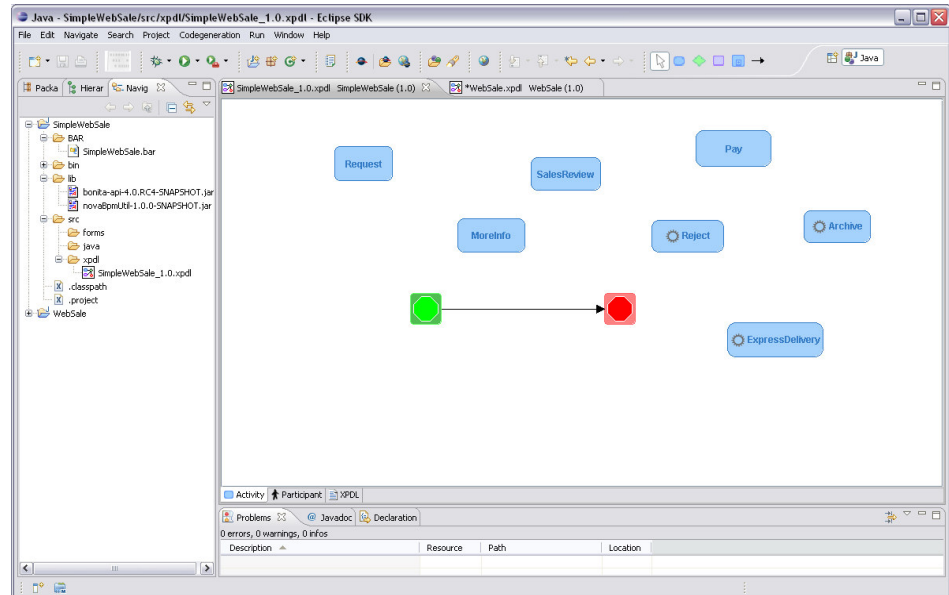 Java - SimpleWebSale/src/xpdl/SimpleWebSale_1.0.xpdl - Eclipse SDK
File Edit Navigate Search Project Codegeneration Run Window Help
Java
Packa Hierar Navig
SimpleWebSale_1.0.xpdl SimpleWebSale (1.0) *WebSale.xpdl WebSale (1.0)
SimpleWebSale
BAR
SimpleWebSale.bar
bin
lib
bonita-api-4.0.RC4-SNAPSHOT.jar
novaBpmUtil-1.0.0-SNAPSHOT.jar
src
forms
java
xpdl
SimpleWebSale_1.0.xpdl
.classpath
.project
WebSale
Request
SalesReview
Pay
MoreInfo
Reject
Archive
ExpressDelivery
Activity Participant XPDL
Problems @ Javadoc Declaration
0 errors, 0 warnings, 0 infos
Description Resource Path Location